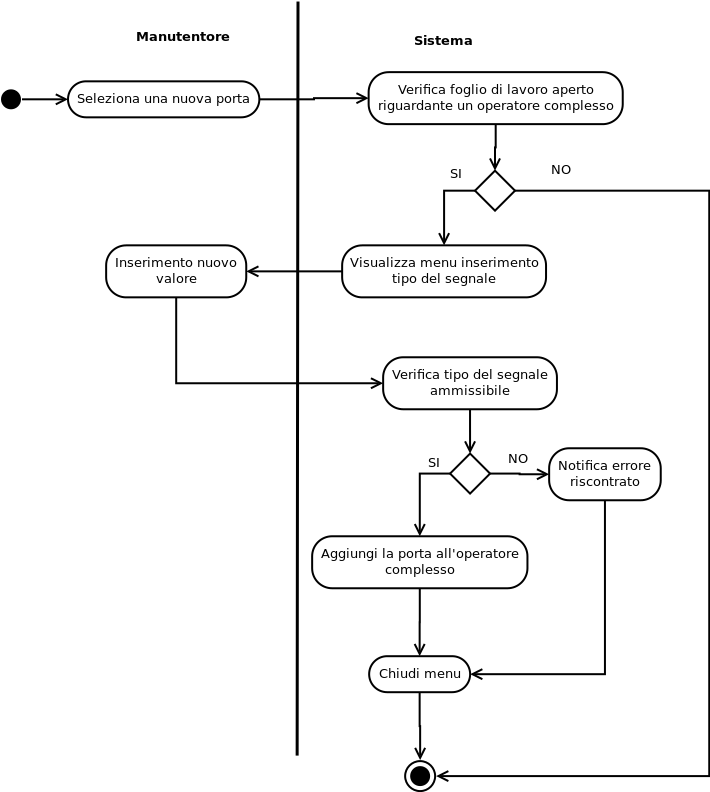 Manutentore
Sistema
Seleziona una nuova porta
Verifica foglio di lavoro aperto
riguardante un operatore complesso
SI
NO
Inserimento nuovo
valore
Visualizza menu inserimento
tipo del segnale
Verifica tipo del segnale
ammissibile
SI
NO
Notifica errore
riscontrato
Aggiungi la porta all'operatore
complesso
Chiudi menu